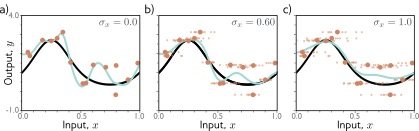 a) σₓ = 0.0
4.0
Output, y
-1.0
0.0 0.5 1.0
Input, x
b) σₓ = 0.60
0.0 0.5 1.0
Input, x
c) σₓ = 1.0
0.0 0.5 1.0
Input, x